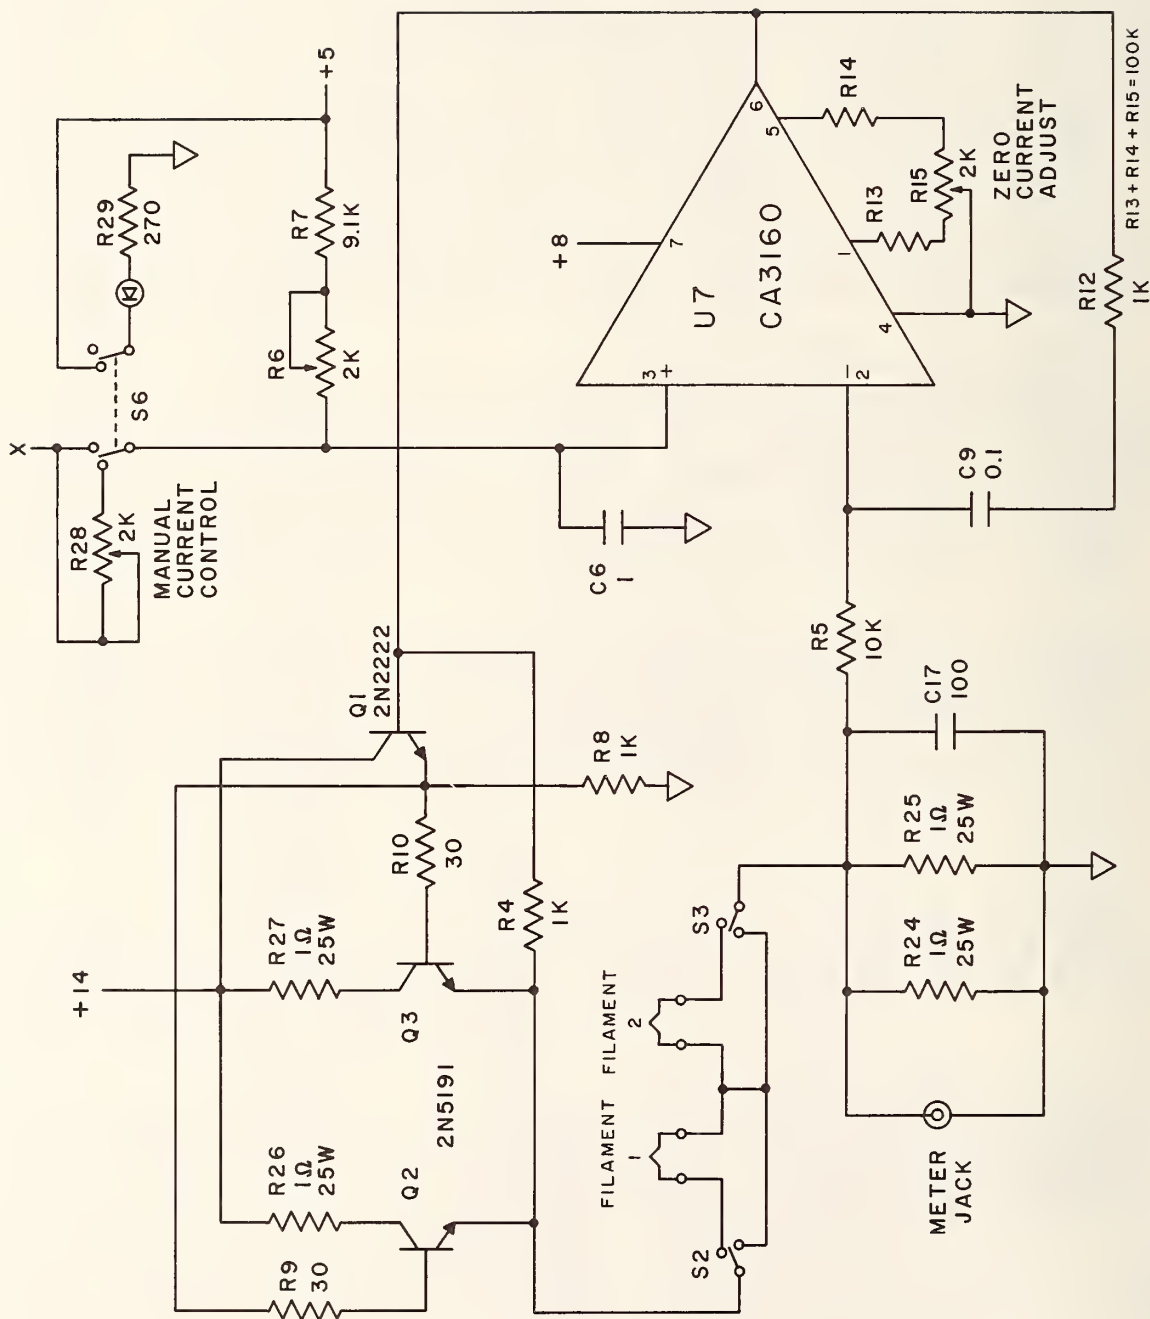 X
R28
2K
MANUAL
CURRENT
CONTROL
S6
R29
270
+5
R6
2K
R7
9.1K
Q1
2N2222
R8
1K
R10
30
R4
1K
+14
R27
1Ω
25W
Q3
2N5191
R26
1Ω
25W
Q2
R9
30
C6
1
+8
U7
CA3160
3
+
2
−
7
6
5
1
4
R14
R13
R15
2K
ZERO
CURRENT
ADJUST
R12
1K
R13 + R14 + R15 = 100K
C9
0.1
R5
10K
C17
100
R25
1Ω
25W
R24
1Ω
25W
S3
S2
FILAMENT
1
FILAMENT
2
METER
JACK